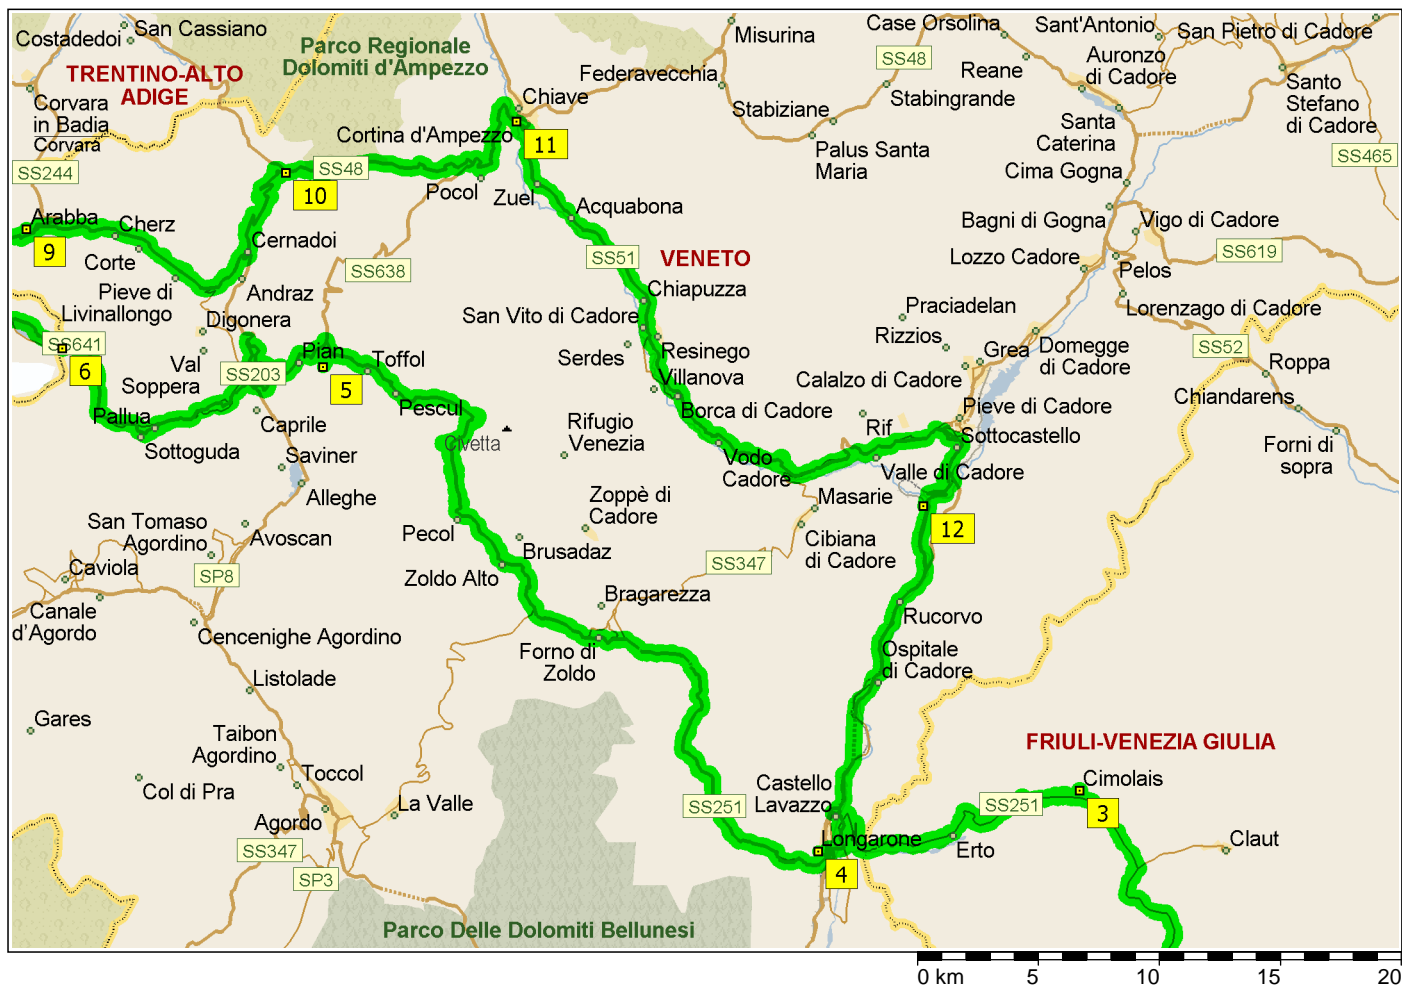 San Cassiano
Costadedoi
Parco Regionale
Dolomiti d'Ampezzo
TRENTINO-ALTO
ADIGE
Corvara
in Badia
Corvara
SS244
Misurina
Case Orsolina
Sant'Antonio
San Pietro di Cadore
Federavecchia
SS48
Reane
Auronzo
di Cadore
Stabiziane
Stabingrande
Santo
Stefano
di Cadore
Chiave
Cortina d'Ampezzo
11
Palus Santa
Maria
Santa
Caterina
Cima Gogna
SS465
SS48
10
Pocol
Zuel
Acquabona
Bagni di Gogna
Vigo di Cadore
Arabba
9
Cherz
Corte
Cernadoi
SS638
SS51
VENETO
Lozzo Cadore
Pelos
SS619
Pieve di
Livinallongo
Andraz
Digonera
Chiapuzza
San Vito di Cadore
Praciadelan
Rizzios
Lorenzago di Cadore
SS641
6
Val
Soppera
SS203
Pian
5
Toffol
Pescul
Serdes
Resinego
Villanova
Borca di Cadore
Calalzo di Cadore
Grea
Domegge
di Cadore
SS52
Roppa
Chiandarens
Pallua
Sottoguda
Caprile
Civetta
Rifugio
Venezia
Rif
Pieve di Cadore
Sottocastello
Forni di
sopra
Saviner
Alleghe
Vodo
Cadore
Valle di Cadore
Masarie
San Tomaso
Agordino
Avoscan
Pecol
Zoppè di
Cadore
Brusadaz
Cibiana
di Cadore
12
Caviola
SP8
Zoldo Alto
SS347
Canale
d'Agordo
Cencenighe Agordino
Bragarezza
Rucorvo
Forno di
Zoldo
Ospitale
di Cadore
Listolade
Gares
Taibon
Agordino
FRIULI-VENEZIA GIULIA
Col di Pra
Toccol
La Valle
Castello
Lavazzo
Cimolais
3
Agordo
SS251
SS251
Longarone
4
Erto
Claut
SS347
SP3
Parco Delle Dolomiti Bellunesi
0 km 5 10 15 20